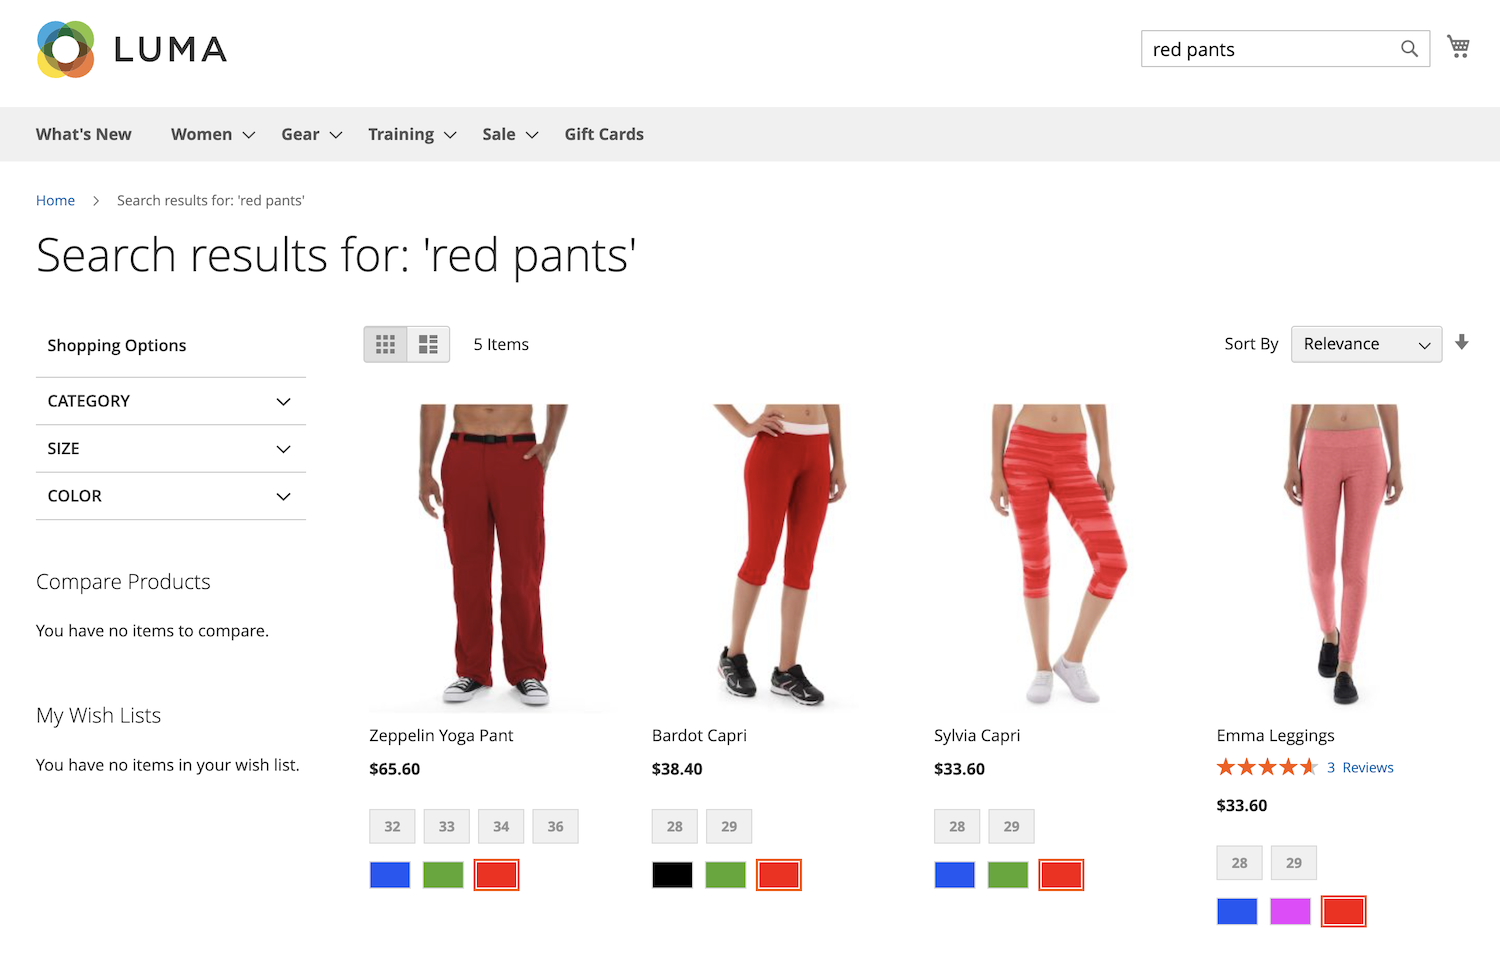 LUMA
red pants
What's New Women Gear Training Sale Gift Cards
Home > Search results for: 'red pants'
Search results for: 'red pants'
Shopping Options
5 Items
Sort By Relevance
CATEGORY
SIZE
COLOR
Compare Products
You have no items to compare.
My Wish Lists
You have no items in your wish list.
Zeppelin Yoga Pant
$65.60
32 33 34 36
Bardot Capri
$38.40
28 29
Sylvia Capri
$33.60
28 29
Emma Leggings
3 Reviews
$33.60
28 29